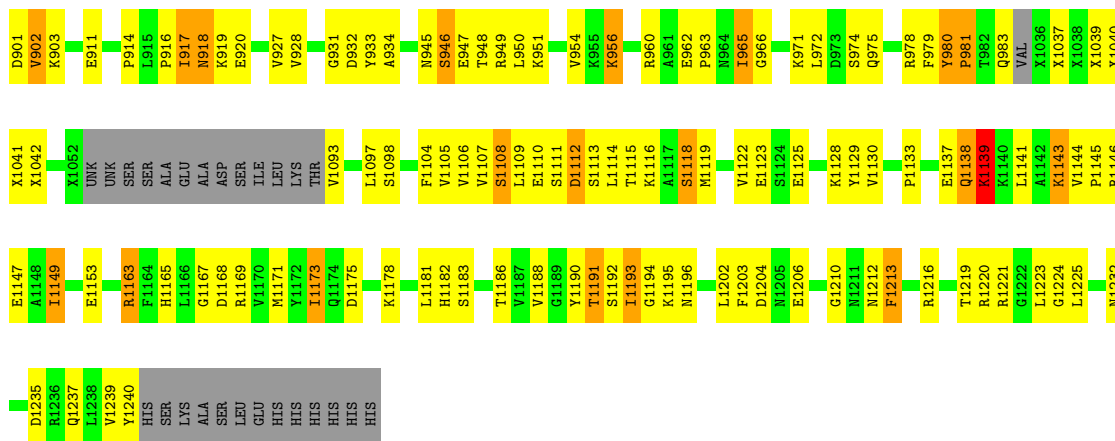 D901 V902 K903 E911 P914 L915 P916 I917 N918 K919 E920 V927 V928 G931 D932 Y933 A934 N945 S946 E947 T948 R949 L950 K951 V954 K955 K956 R960 A961 E962 P963 N964 I965 G966 K971 L972 D973 S974 Q975 R978 F979 Y980 P981 T982 Q983 VAL X1036 X1037 X1038 X1039 X1040
X1041 X1042 X1052 UNK UNK SER SER ALA GLU ALA ASP SER ILE LEU LYS THR V1093 L1097 S1098 F1104 V1105 V1106 V1107 S1108 L1109 E1110 S1111 D1112 S1113 L1114 T1115 K1116 A1117 S1118 M1119 V1122 E1123 S1124 E1125 K1128 Y1129 V1130 P1133 E1137 Q1138 K1139 K1140 L1141 A1142 K1143 V1144 P1145
E1147 A1148 I1149 E1153 R1163 F1164 H1165 L1166 G1167 D1168 R1169 V1170 M1171 Y1172 I1173 Q1174 D1175 K1178 L1181 H1182 S1183 T1186 V1187 V1188 G1189 Y1190 T1191 S1192 I1193 G1194 K1195 N1196 L1202 F1203 D1204 N1205 E1206 G1210 N1211 N1212 F1213 R1216 T1219 R1220 R1221 G1222 L1223 G1224 L1225
D1235 R1236 Q1237 L1238 V1239 Y1240 HIS SER LYS ALA SER LEU GLU HIS HIS HIS HIS HIS HIS